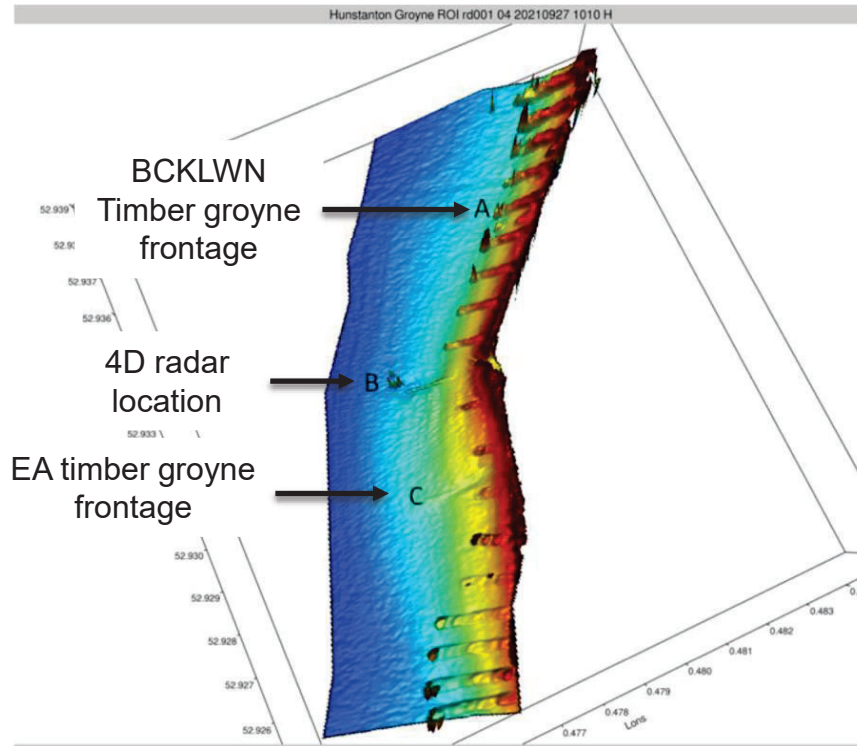 Hunstanton Groyne ROI rd001 04 20210927 1010 H
BCKLWN
Timber groyne
frontage
A
52.939
52.937
52.936
4D radar
location
B
52.933
EA timber groyne
frontage
C
52.930
52.929
52.928
52.927
52.926
0.483
0.482
0.481
0.480
0.479
0.478
0.477
Lons